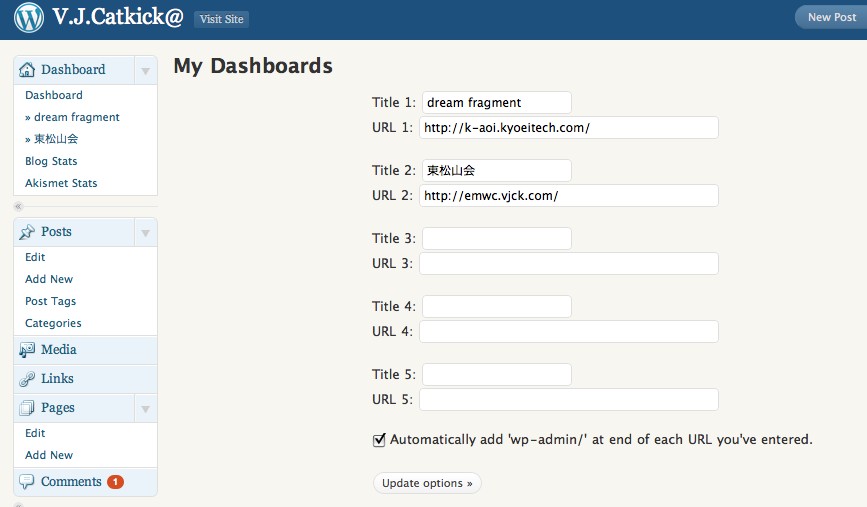 V.J.Catkick@ Visit Site New Post
Dashboard
Dashboard
» dream fragment
» 東松山会
Blog Stats
Akismet Stats
«
Posts
Edit
Add New
Post Tags
Categories
Media
Links
Pages
Edit
Add New
Comments 1
My Dashboards
Title 1: dream fragment
URL 1: http://k-aoi.kyoeitech.com/
Title 2: 東松山会
URL 2: http://emwc.vjck.com/
Title 3:
URL 3:
Title 4:
URL 4:
Title 5:
URL 5:
Automatically add 'wp-admin/' at end of each URL you've entered.
Update options »